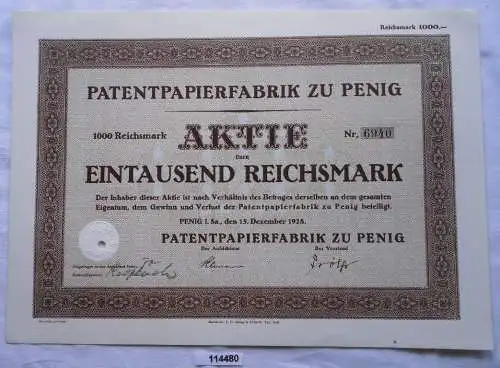 Reichsmark 1000.—
PATENTPAPIERFABRIK ZU PENIG
1000 Reichsmark AKTIE Nr. 6940
ÜBER
EINTAUSEND REICHSMARK
Der Inhaber dieser Aktie ist nach Verhältnis des Betrages derselben an dem gesamten
Eigentum, dem Gewinn und Verlust der Patentpapierfabrik zu Penig beteiligt.
PENIG I. Sa., den 15. Dezember 1928.
PATENTPAPIERFABRIK ZU PENIG
Der Aufsichtsrat Der Vorstand
114480